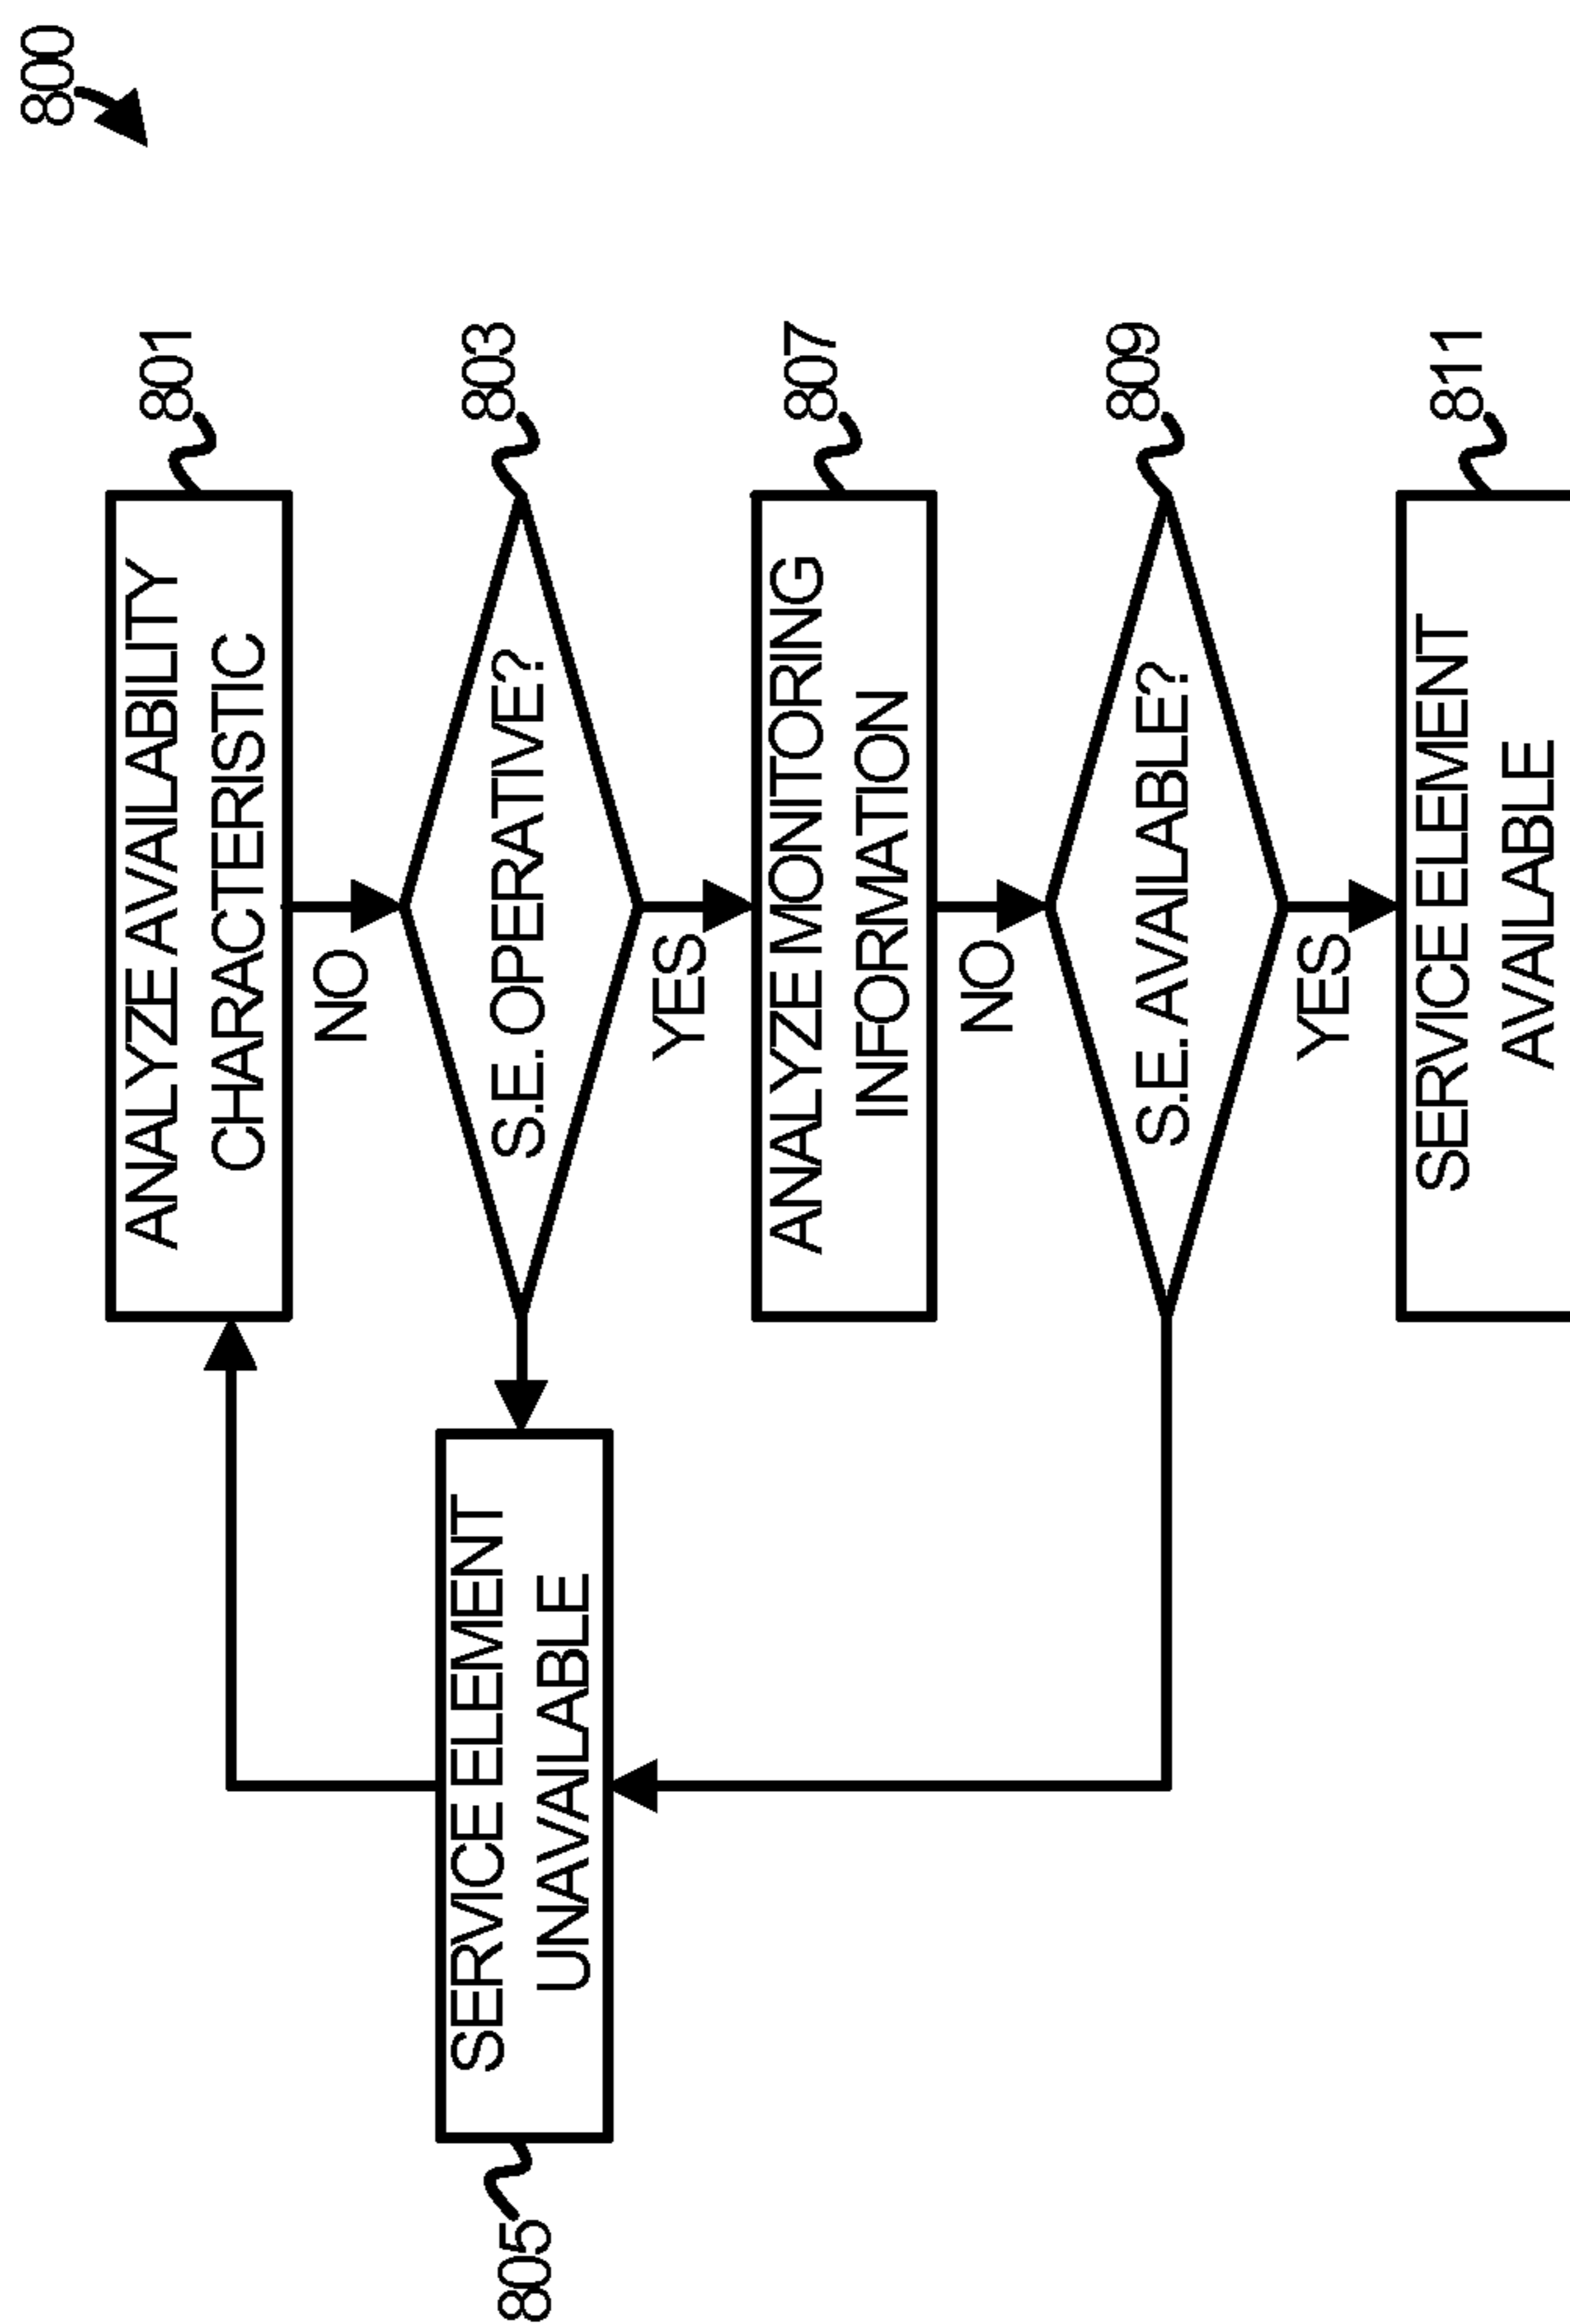 800
801
ANALYZE AVAILABILITY
CHARACTERISTIC
NO
803
S.E. OPERATIVE?
805
SERVICE ELEMENT
UNAVAILABLE
YES
807
ANALYZE MONITORING
INFORMATION
NO
809
S.E. AVAILABLE?
YES
811
SERVICE ELEMENT
AVAILABLE